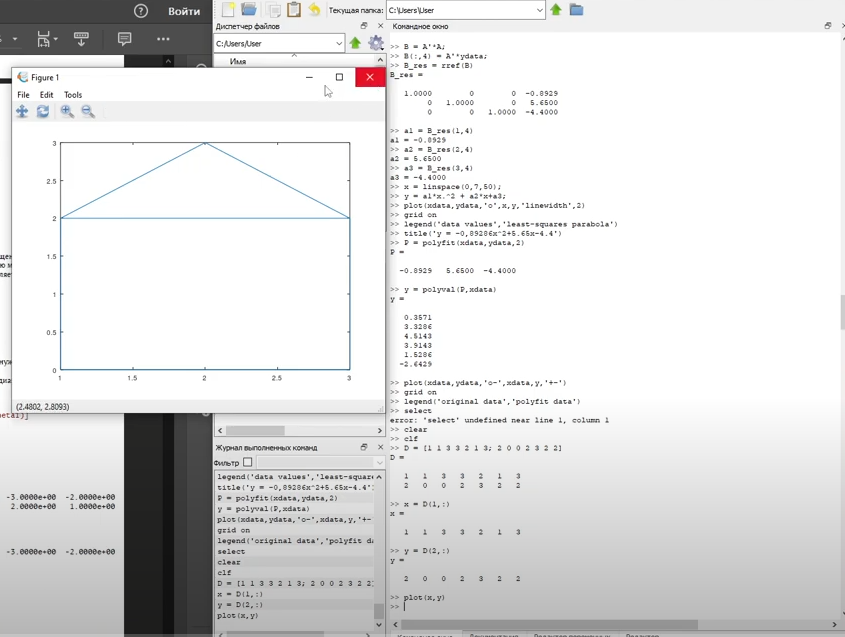 Войти
Текущая папка: C:\Users\User
Диспетчер файлов
C:/Users/User
Имя
Figure 1
File Edit Tools
3
2.5
2
1.5
1
0.5
0
1 1.5 2 2.5 3
(2.4802, 2.8093)
-3.0000e+00 -2.0000e+00
2.0000e+00 1.0000e+00
-3.0000e+00 -2.0000e+00
Журнал выполненных команд
Фильтр
legend('data values','least-square
title('y = -0,89286x^2+5.65x-4.4'
P = polyfit(xdata,ydata,2)
y = polyval(P,xdata)
plot(xdata,ydata,'o-',xdata,y,'+-
grid on
legend('original data','polyfit da
select
clear
clf
D = [1 1 3 3 2 1 3; 2 0 0 2 3 2 2]
x = D(1,:)
y = D(2,:)
plot(x,y)
Командное окно
>> B = A'*A;
>> B(:,4) = A'*ydata;
>> B_res = rref(B)
B_res =
1.0000 0 0 -0.8929
0 1.0000 0 5.6500
0 0 1.0000 -4.4000
>> a1 = B_res(1,4)
a1 = -0.8929
>> a2 = B_res(2,4)
a2 = 5.6500
>> a3 = B_res(3,4)
a3 = -4.4000
>> x = linspace(0,7,50);
>> y = a1*x.^2 + a2*x+a3;
>> plot(xdata,ydata,'o',x,y,'linewidth',2)
>> grid on
>> legend('data values','least-squares parabola')
>> title('y = -0,89286x^2+5.65x-4.4')
>> P = polyfit(xdata,ydata,2)
P =
-0.8929 5.6500 -4.4000
>> y = polyval(P,xdata)
y =
0.3571
3.3286
4.5143
3.9143
1.5286
-2.6429
>> plot(xdata,ydata,'o-',xdata,y,'+-')
>> grid on
>> legend('original data','polyfit data')
>> select
error: 'select' undefined near line 1, column 1
>> clear
>> clf
>> D = [1 1 3 3 2 1 3; 2 0 0 2 3 2 2]
D =
1 1 3 3 2 1 3
2 0 0 2 3 2 2
>> x = D(1,:)
x =
1 1 3 3 2 1 3
>> y = D(2,:)
y =
2 0 0 2 3 2 2
>> plot(x,y)
>>